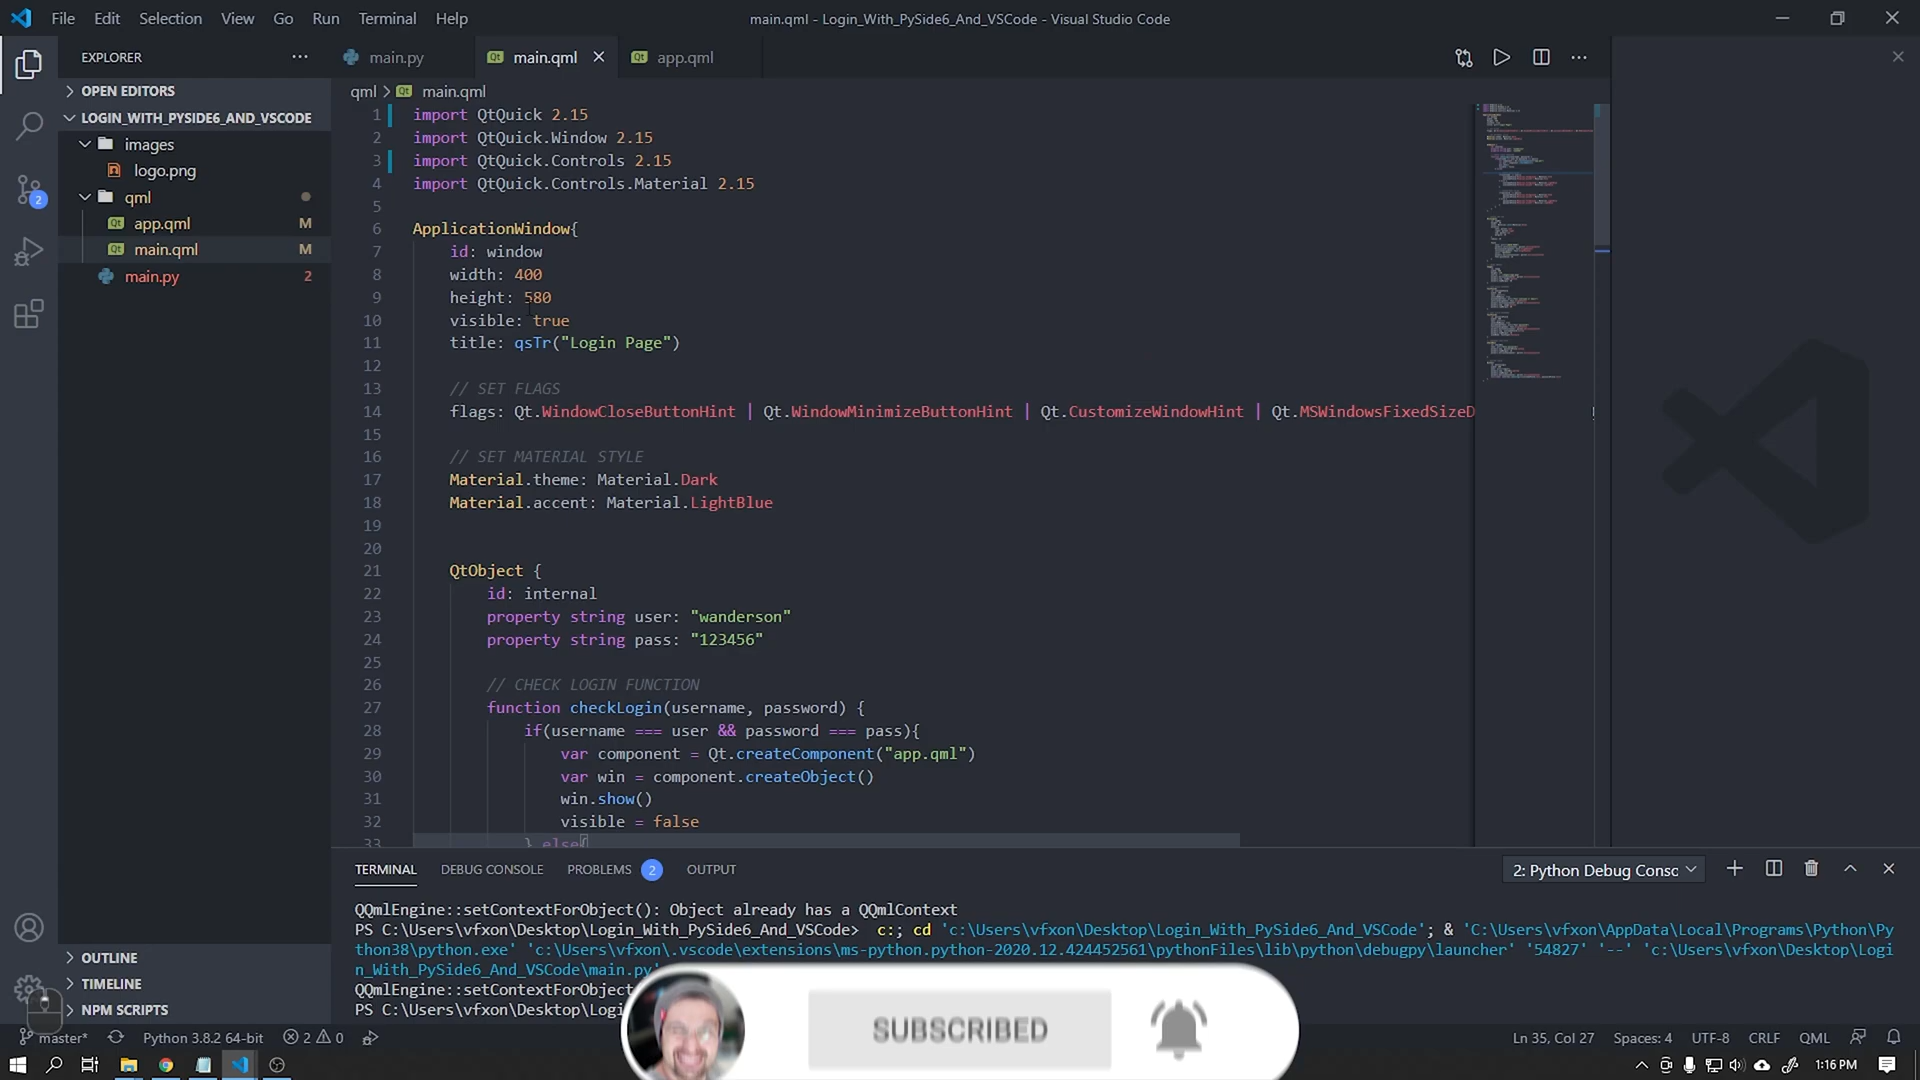 File Edit Selection View Go Run Terminal Help
main.qml - Login_With_PySide6_And_VSCode - Visual Studio Code
EXPLORER
OPEN EDITORS
LOGIN_WITH_PYSIDE6_AND_VSCODE
images
logo.png
qml
app.qml M
main.qml M
main.py 2
2
OUTLINE
TIMELINE
NPM SCRIPTS
main.py main.qml app.qml
qml > main.qml
1 import QtQuick 2.15
2 import QtQuick.Window 2.15
3 import QtQuick.Controls 2.15
4 import QtQuick.Controls.Material 2.15
5
6 ApplicationWindow{
7 id: window
8 width: 400
9 height: 580
10 visible: true
11 title: qsTr("Login Page")
12
13 // SET FLAGS
14 flags: Qt.WindowCloseButtonHint | Qt.WindowMinimizeButtonHint | Qt.CustomizeWindowHint | Qt.MSWindowsFixedSizeD
15
16 // SET MATERIAL STYLE
17 Material.theme: Material.Dark
18 Material.accent: Material.LightBlue
19
20
21 QtObject {
22 id: internal
23 property string user: "wanderson"
24 property string pass: "123456"
25
26 // CHECK LOGIN FUNCTION
27 function checkLogin(username, password) {
28 if(username === user && password === pass){
29 var component = Qt.createComponent("app.qml")
30 var win = component.createObject()
31 win.show()
32 visible = false
33 } else{
TERMINAL DEBUG CONSOLE PROBLEMS 2 OUTPUT
2: Python Debug Consc
QQmlEngine::setContextForObject(): Object already has a QQmlContext
PS C:\Users\vfxon\Desktop\Login_With_PySide6_And_VSCode> c:; cd 'c:\Users\vfxon\Desktop\Login_With_PySide6_And_VSCode'; & 'C:\Users\vfxon\AppData\Local\Programs\Python\Py
thon38\python.exe' 'c:\Users\vfxon\.vscode\extensions\ms-python.python-2020.12.424452561\pythonFiles\lib\python\debugpy\launcher' '54827' '--' 'c:\Users\vfxon\Desktop\Logi
n_With_PySide6_And_VSCode\main.py'
QQmlEngine::setContextForObject
PS C:\Users\vfxon\Desktop\Logi
SUBSCRIBED
master* Python 3.8.2 64-bit 2 0
Ln 35, Col 27 Spaces: 4 UTF-8 CRLF QML
1:16 PM